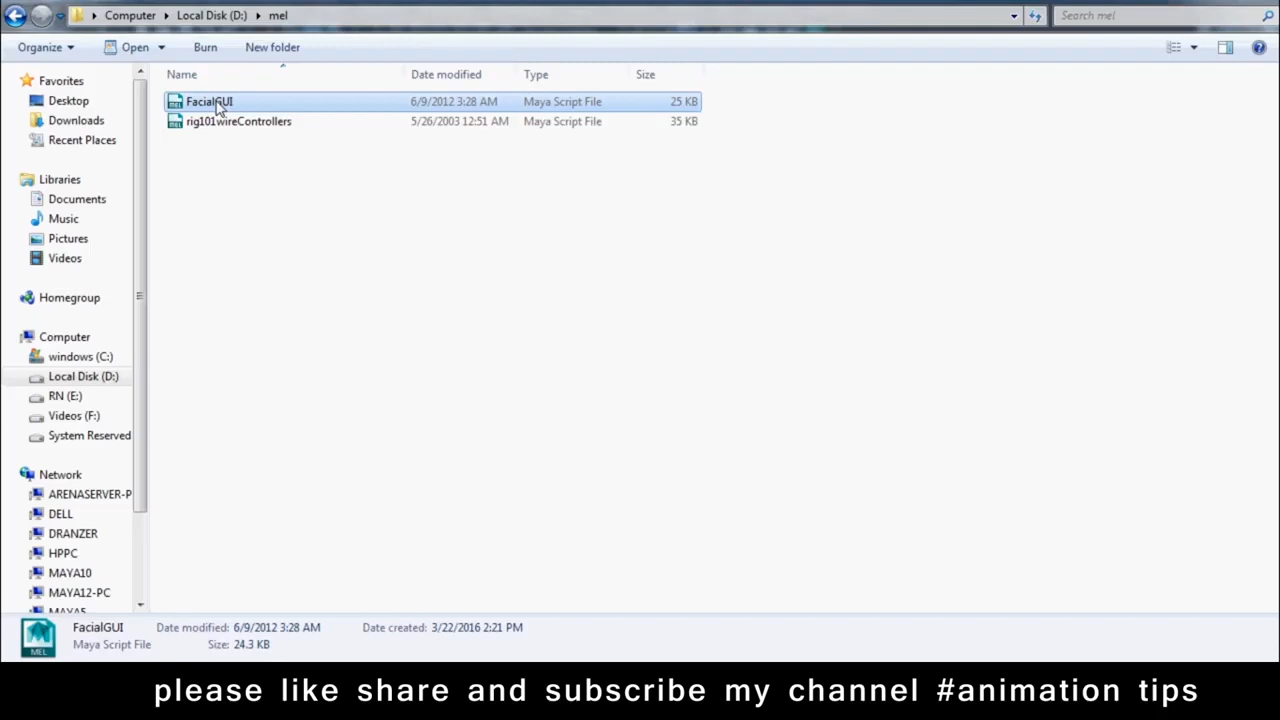 Computer Local Disk (D:) mel Search mel
Organize Open Burn New folder
Name Date modified Type Size
FacialGUI 6/9/2012 3:28 AM Maya Script File 25 KB
rig101wireControllers 5/26/2003 12:51 AM Maya Script File 35 KB
Favorites
Desktop
Downloads
Recent Places
Libraries
Documents
Music
Pictures
Videos
Homegroup
Computer
windows (C:)
Local Disk (D:)
RN (E:)
Videos (F:)
System Reserved
Network
ARENASERVER-P
DELL
DRANZER
HPPC
MAYA10
MAYA12-PC
MAYA5
MEL
FacialGUI Date modified: 6/9/2012 3:28 AM Date created: 3/22/2016 2:21 PM
Maya Script File Size: 24.3 KB
please like share and subscribe my channel #animation tips